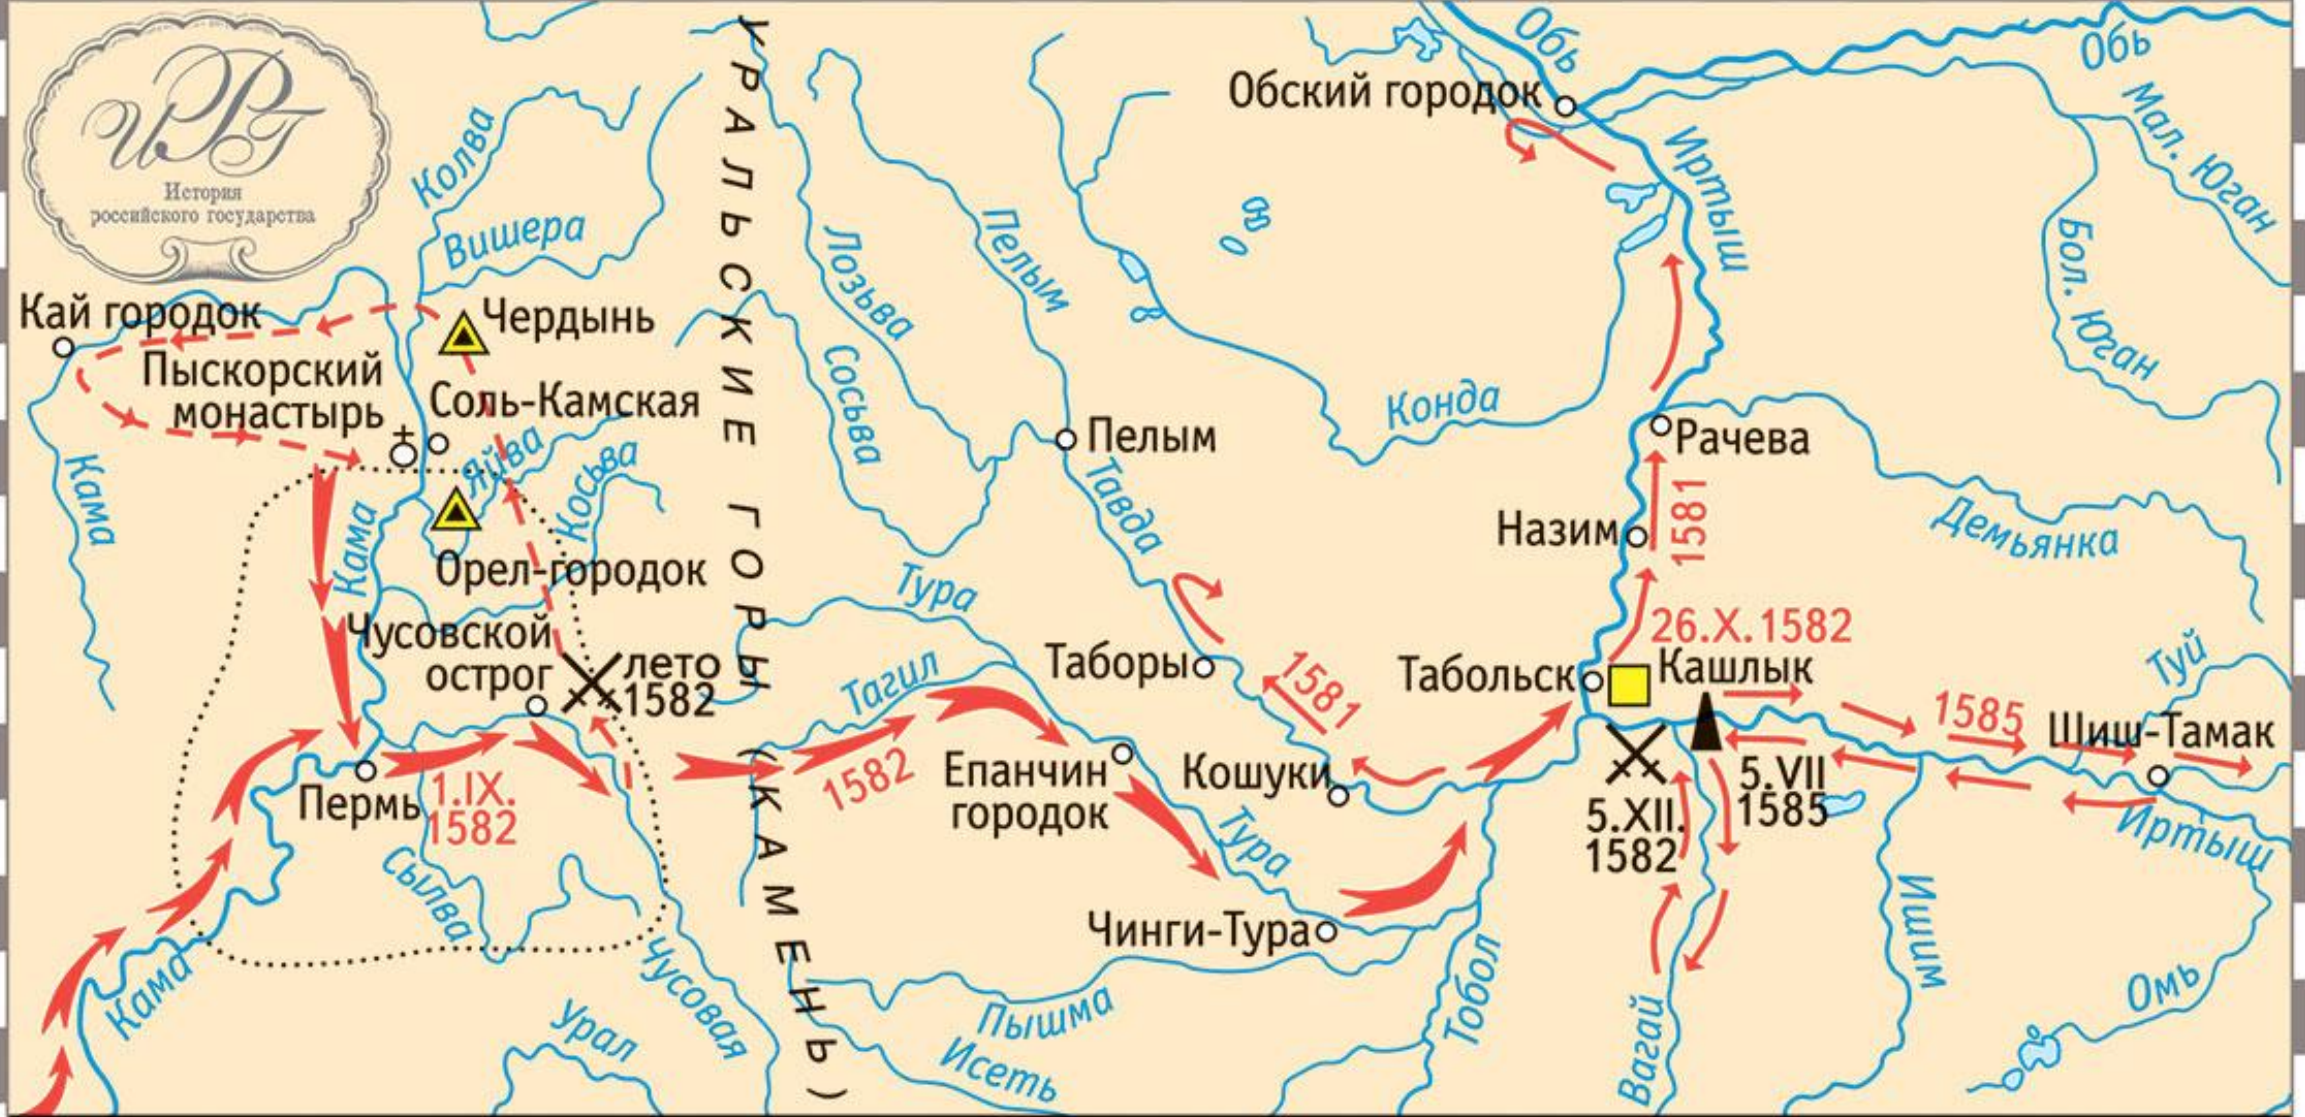 ИРГ
История
российского государства
Обь
Обь
Обский городок
Мал. Юган
Бол. Юган
Иртыш
Колва
Вишера
Кай городок
Чердынь
Пыскорский
монастырь
Соль-Камская
Яйва
Косьва
Кама
Кама
Орел-городок
Чусовской
острог
лето
1582
Пермь
1.IX.
1582
Сылва
Кама
Чусовая
Урал
УРАЛЬСКИЕ ГОРЫ (КАМЕНЬ)
Лозьва
Пелым
Сосьва
Пелым
Тавда
Конда
Рачева
Назим
1581
Демьянка
Тура
Тагил
1582
Таборы
1581
Табольск
26.X.1582
Кашлык
1585
Туй
Шиш-Тамак
Епанчин
городок
Кошуки
Тура
5.XII.
1582
5.VII
1585
Иртыш
Чинги-Тура
Пышма
Исеть
Тобол
Вагай
Ишим
Омь